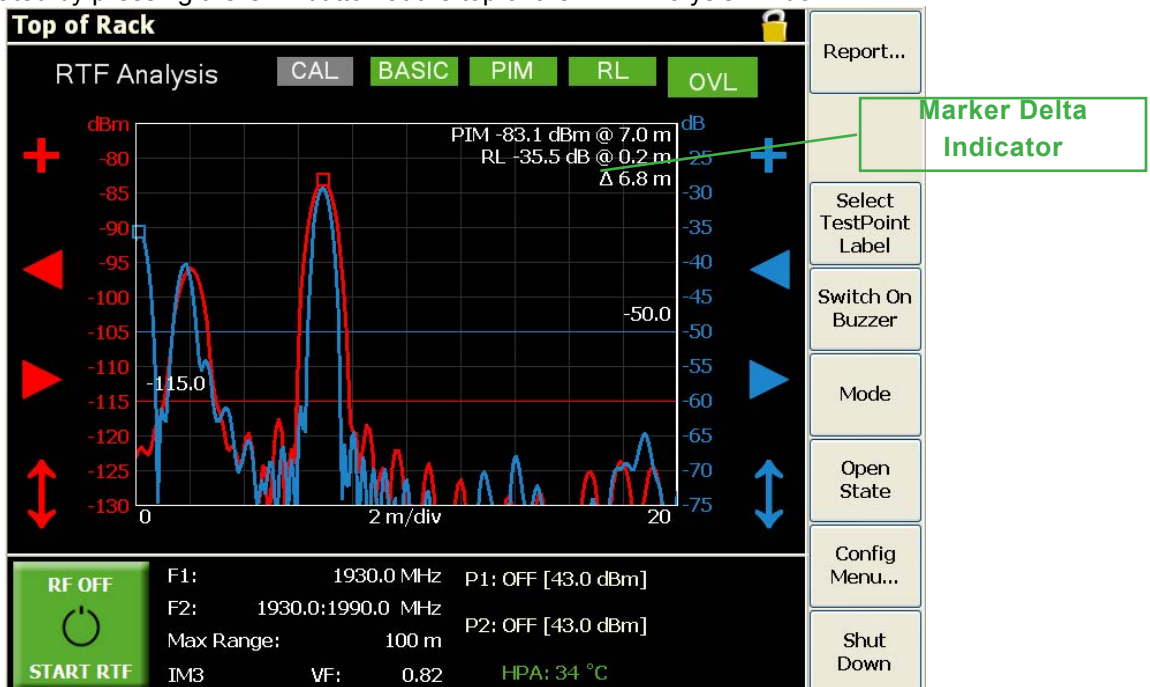 Top of Rack
Report...
RTF Analysis
CAL
BASIC
PIM
RL
OVL
Marker Delta
Indicator
dBm
dB
PIM -83.1 dBm @ 7.0 m
RL -35.5 dB @ 0.2 m
Δ 6.8 m
-80
-85
-90
-95
-100
-105
-110
-115
-120
-125
-130
-25
-30
-35
-40
-45
-50
-55
-60
-65
-70
-75
-50.0
-115.0
0
2 m/div
20
Select
TestPoint
Label
Switch On
Buzzer
Mode
Open
State
Config
Menu...
Shut
Down
RF OFF
START RTF
F1: 1930.0 MHz
F2: 1930.0:1990.0 MHz
Max Range: 100 m
IM3 VF: 0.82
P1: OFF [43.0 dBm]
P2: OFF [43.0 dBm]
HPA: 34 °C